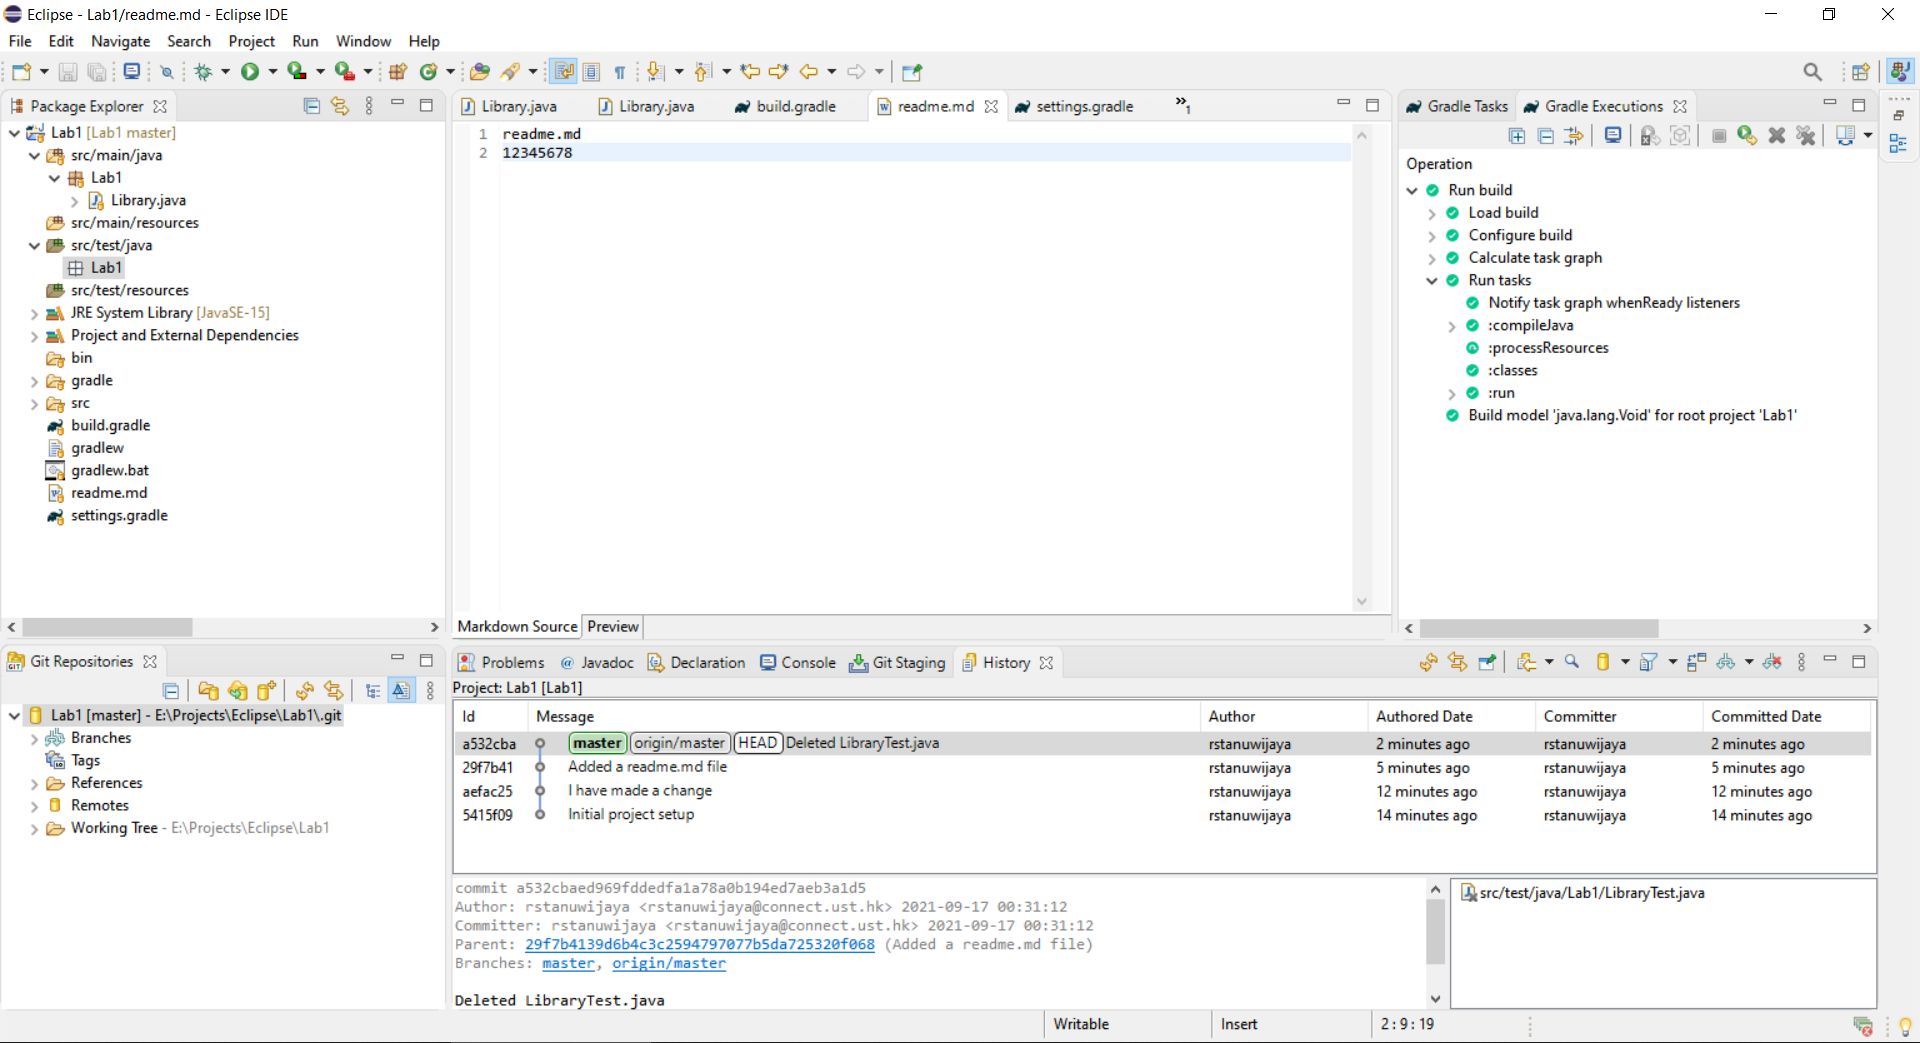 Eclipse - Lab1/readme.md - Eclipse IDE
File Edit Navigate Search Project Run Window Help
Package Explorer
Lab1 [Lab1 master]
src/main/java
Lab1
Library.java
src/main/resources
src/test/java
Lab1
src/test/resources
JRE System Library [JavaSE-15]
Project and External Dependencies
bin
gradle
src
build.gradle
gradlew
gradlew.bat
readme.md
settings.gradle
Library.java Library.java build.gradle readme.md settings.gradle »1
1 readme.md
2 12345678
Markdown Source Preview
Gradle Tasks Gradle Executions
Operation
Run build
Load build
Configure build
Calculate task graph
Run tasks
Notify task graph whenReady listeners
:compileJava
:processResources
:classes
:run
Build model 'java.lang.Void' for root project 'Lab1'
Git Repositories
Lab1 [master] - E:\Projects\Eclipse\Lab1\.git
Branches
Tags
References
Remotes
Working Tree - E:\Projects\Eclipse\Lab1
Problems @ Javadoc Declaration Console Git Staging History
Project: Lab1 [Lab1]
Id Message Author Authored Date Committer Committed Date
a532cba master origin/master HEAD Deleted LibraryTest.java rstanuwijaya 2 minutes ago rstanuwijaya 2 minutes ago
29f7b41 Added a readme.md file rstanuwijaya 5 minutes ago rstanuwijaya 5 minutes ago
aefac25 I have made a change rstanuwijaya 12 minutes ago rstanuwijaya 12 minutes ago
5415f09 Initial project setup rstanuwijaya 14 minutes ago rstanuwijaya 14 minutes ago
commit a532cbaed969fddedfa1a78a0b194ed7aeb3a1d5
Author: rstanuwijaya <rstanuwijaya@connect.ust.hk> 2021-09-17 00:31:12
Committer: rstanuwijaya <rstanuwijaya@connect.ust.hk> 2021-09-17 00:31:12
Parent: 29f7b4139d6b4c3c2594797077b5da725320f068 (Added a readme.md file)
Branches: master, origin/master
Deleted LibraryTest.java
src/test/java/Lab1/LibraryTest.java
Writable Insert 2 : 9 : 19